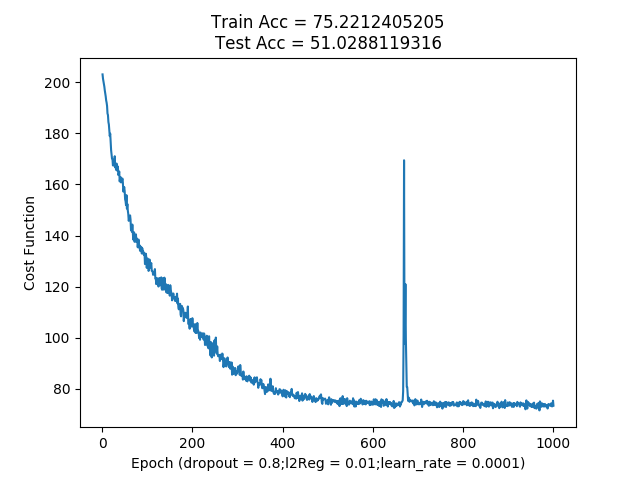 Train Acc = 75.2212405205
Test Acc = 51.0288119316
200
180
160
140
120
100
80
Cost Function
0 200 400 600 800 1000
Epoch (dropout = 0.8;l2Reg = 0.01;learn_rate = 0.0001)